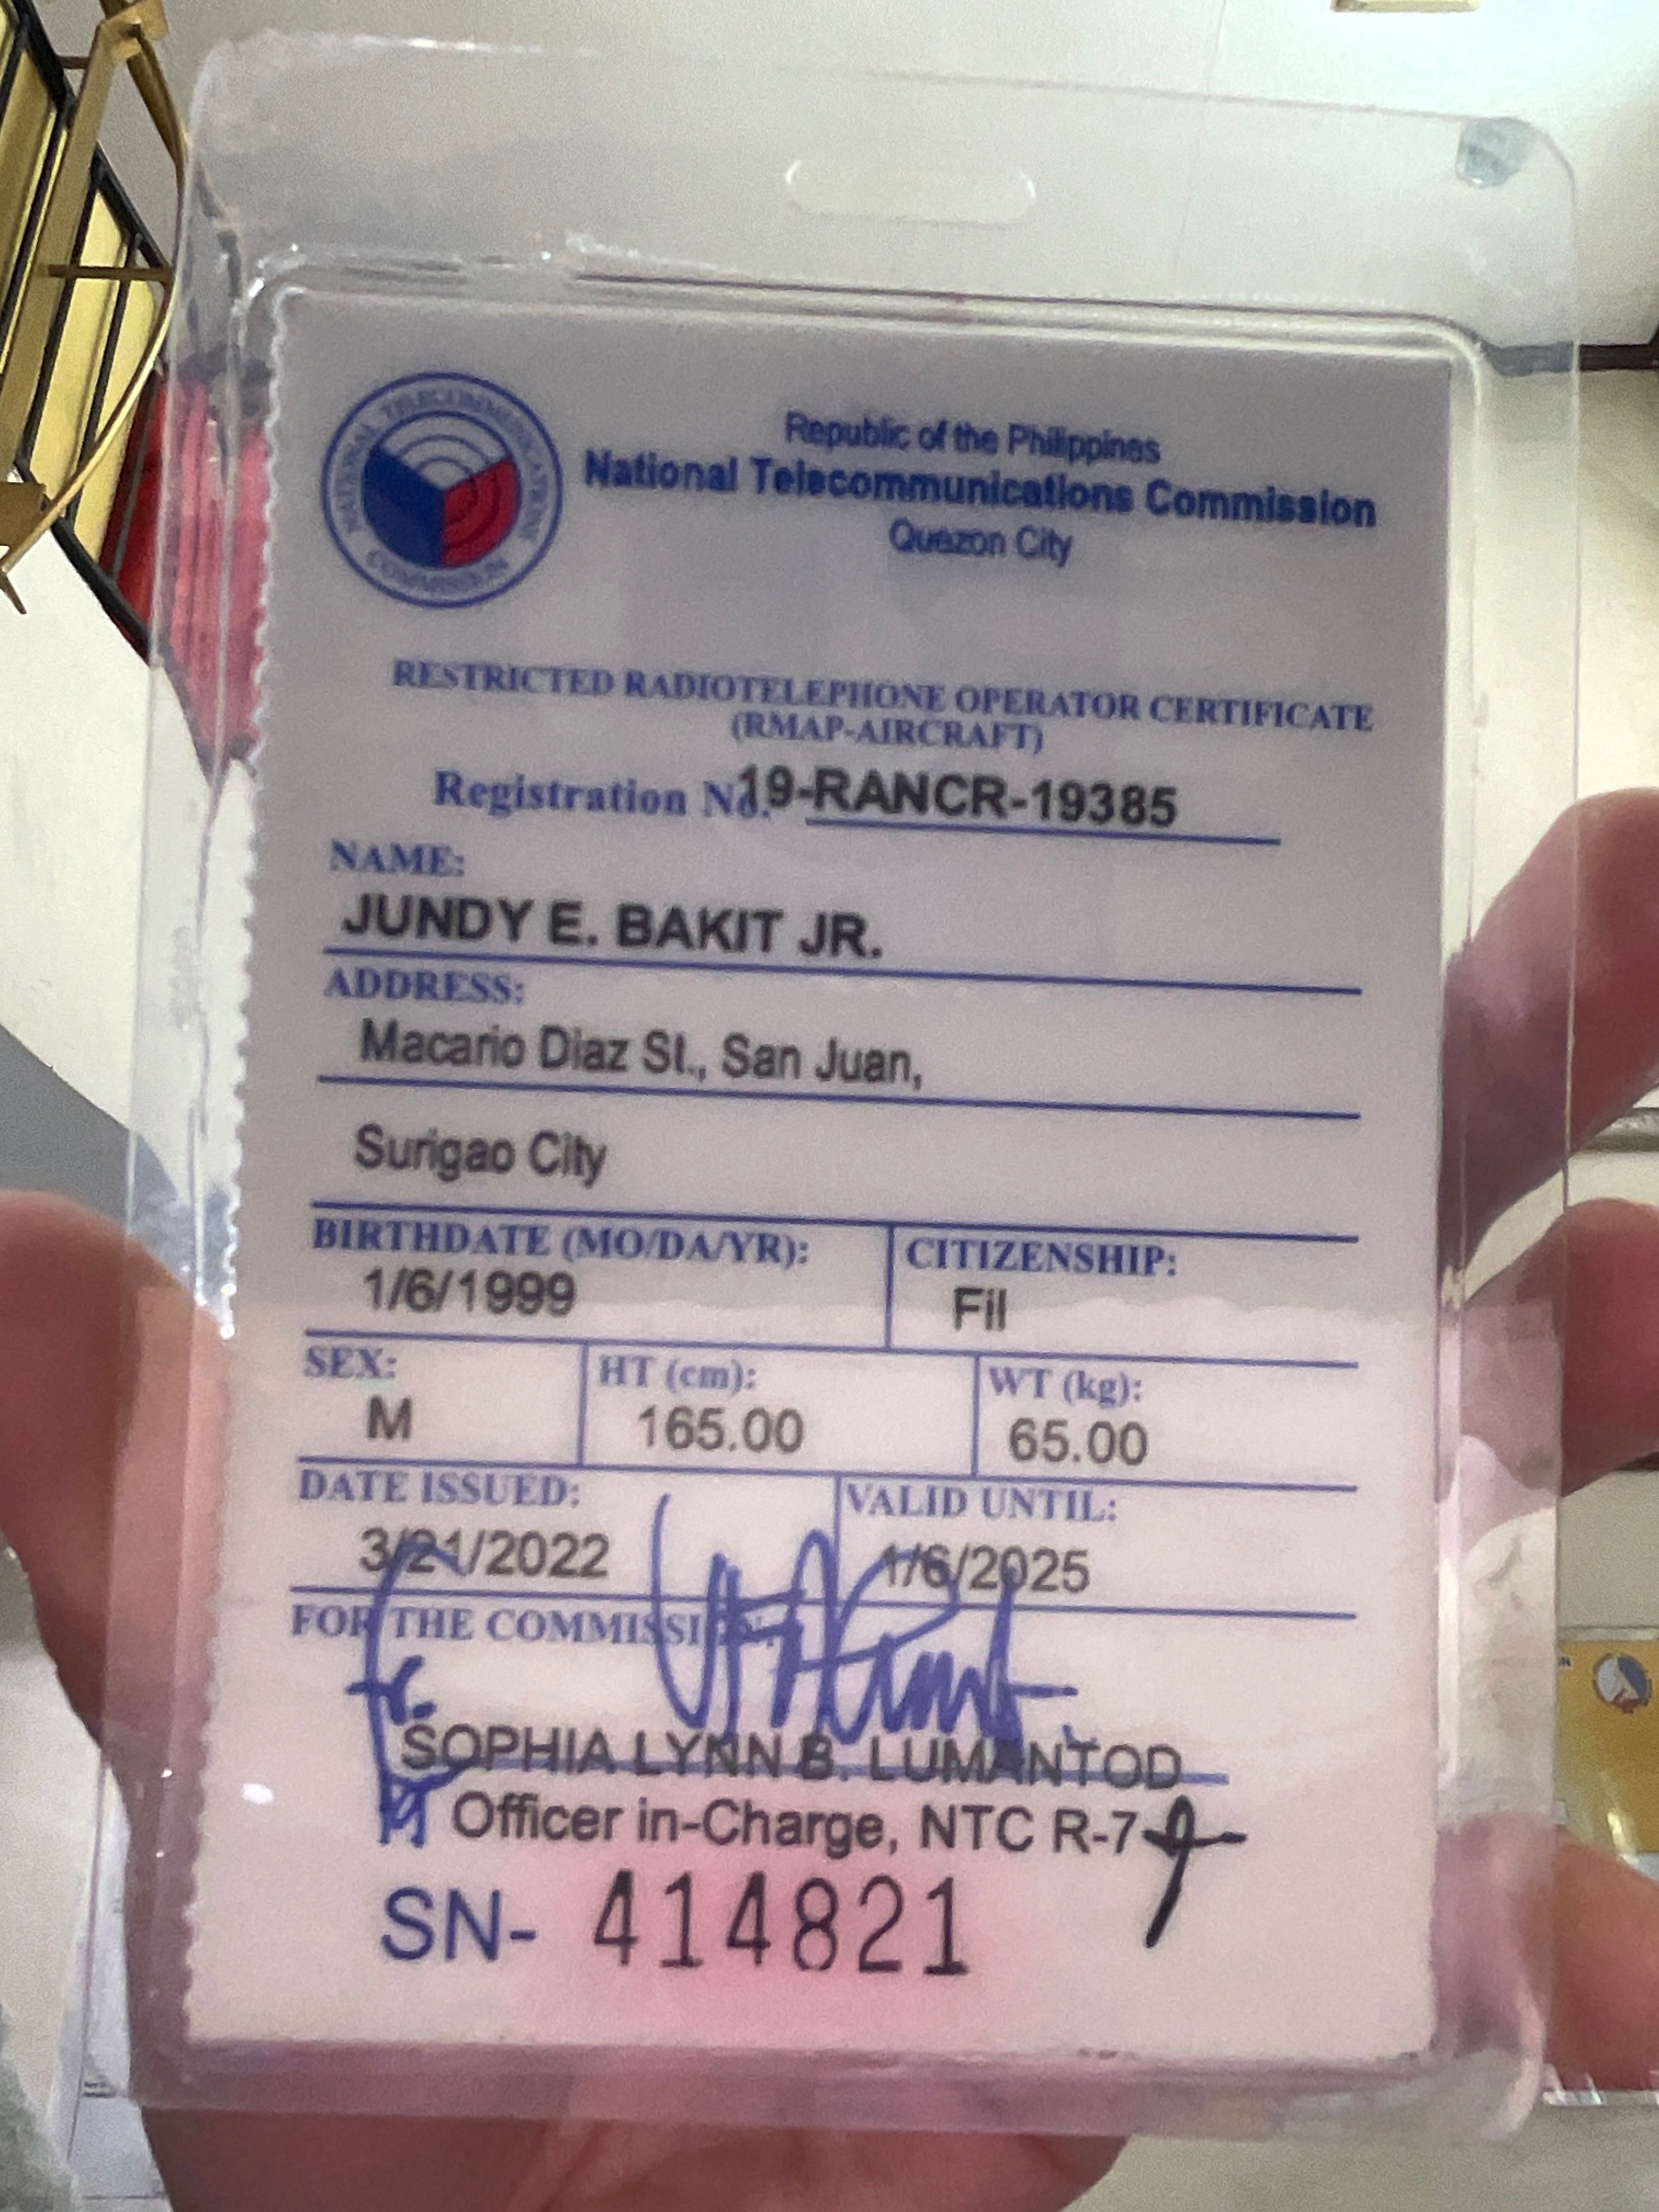 NATIONAL TELECOMMUNICATIONS COMMISSION
Republic of the Philippines
National Telecommunications Commission
Quezon City
RESTRICTED RADIOTELEPHONE OPERATOR CERTIFICATE
(RMAP-AIRCRAFT)
Registration No. 19-RANCR-19385
NAME:
JUNDY E. BAKIT JR.
ADDRESS:
Macario Diaz St., San Juan,
Surigao City
BIRTHDATE (MO/DA/YR): CITIZENSHIP:
1/6/1999 Fil
SEX: HT (cm): WT (kg):
M 165.00 65.00
DATE ISSUED: VALID UNTIL:
3/21/2022 1/6/2025
FOR THE COMMISSION:
SOPHIA LYNN B. LUMANTOD
Officer in-Charge, NTC R-7
SN- 414821